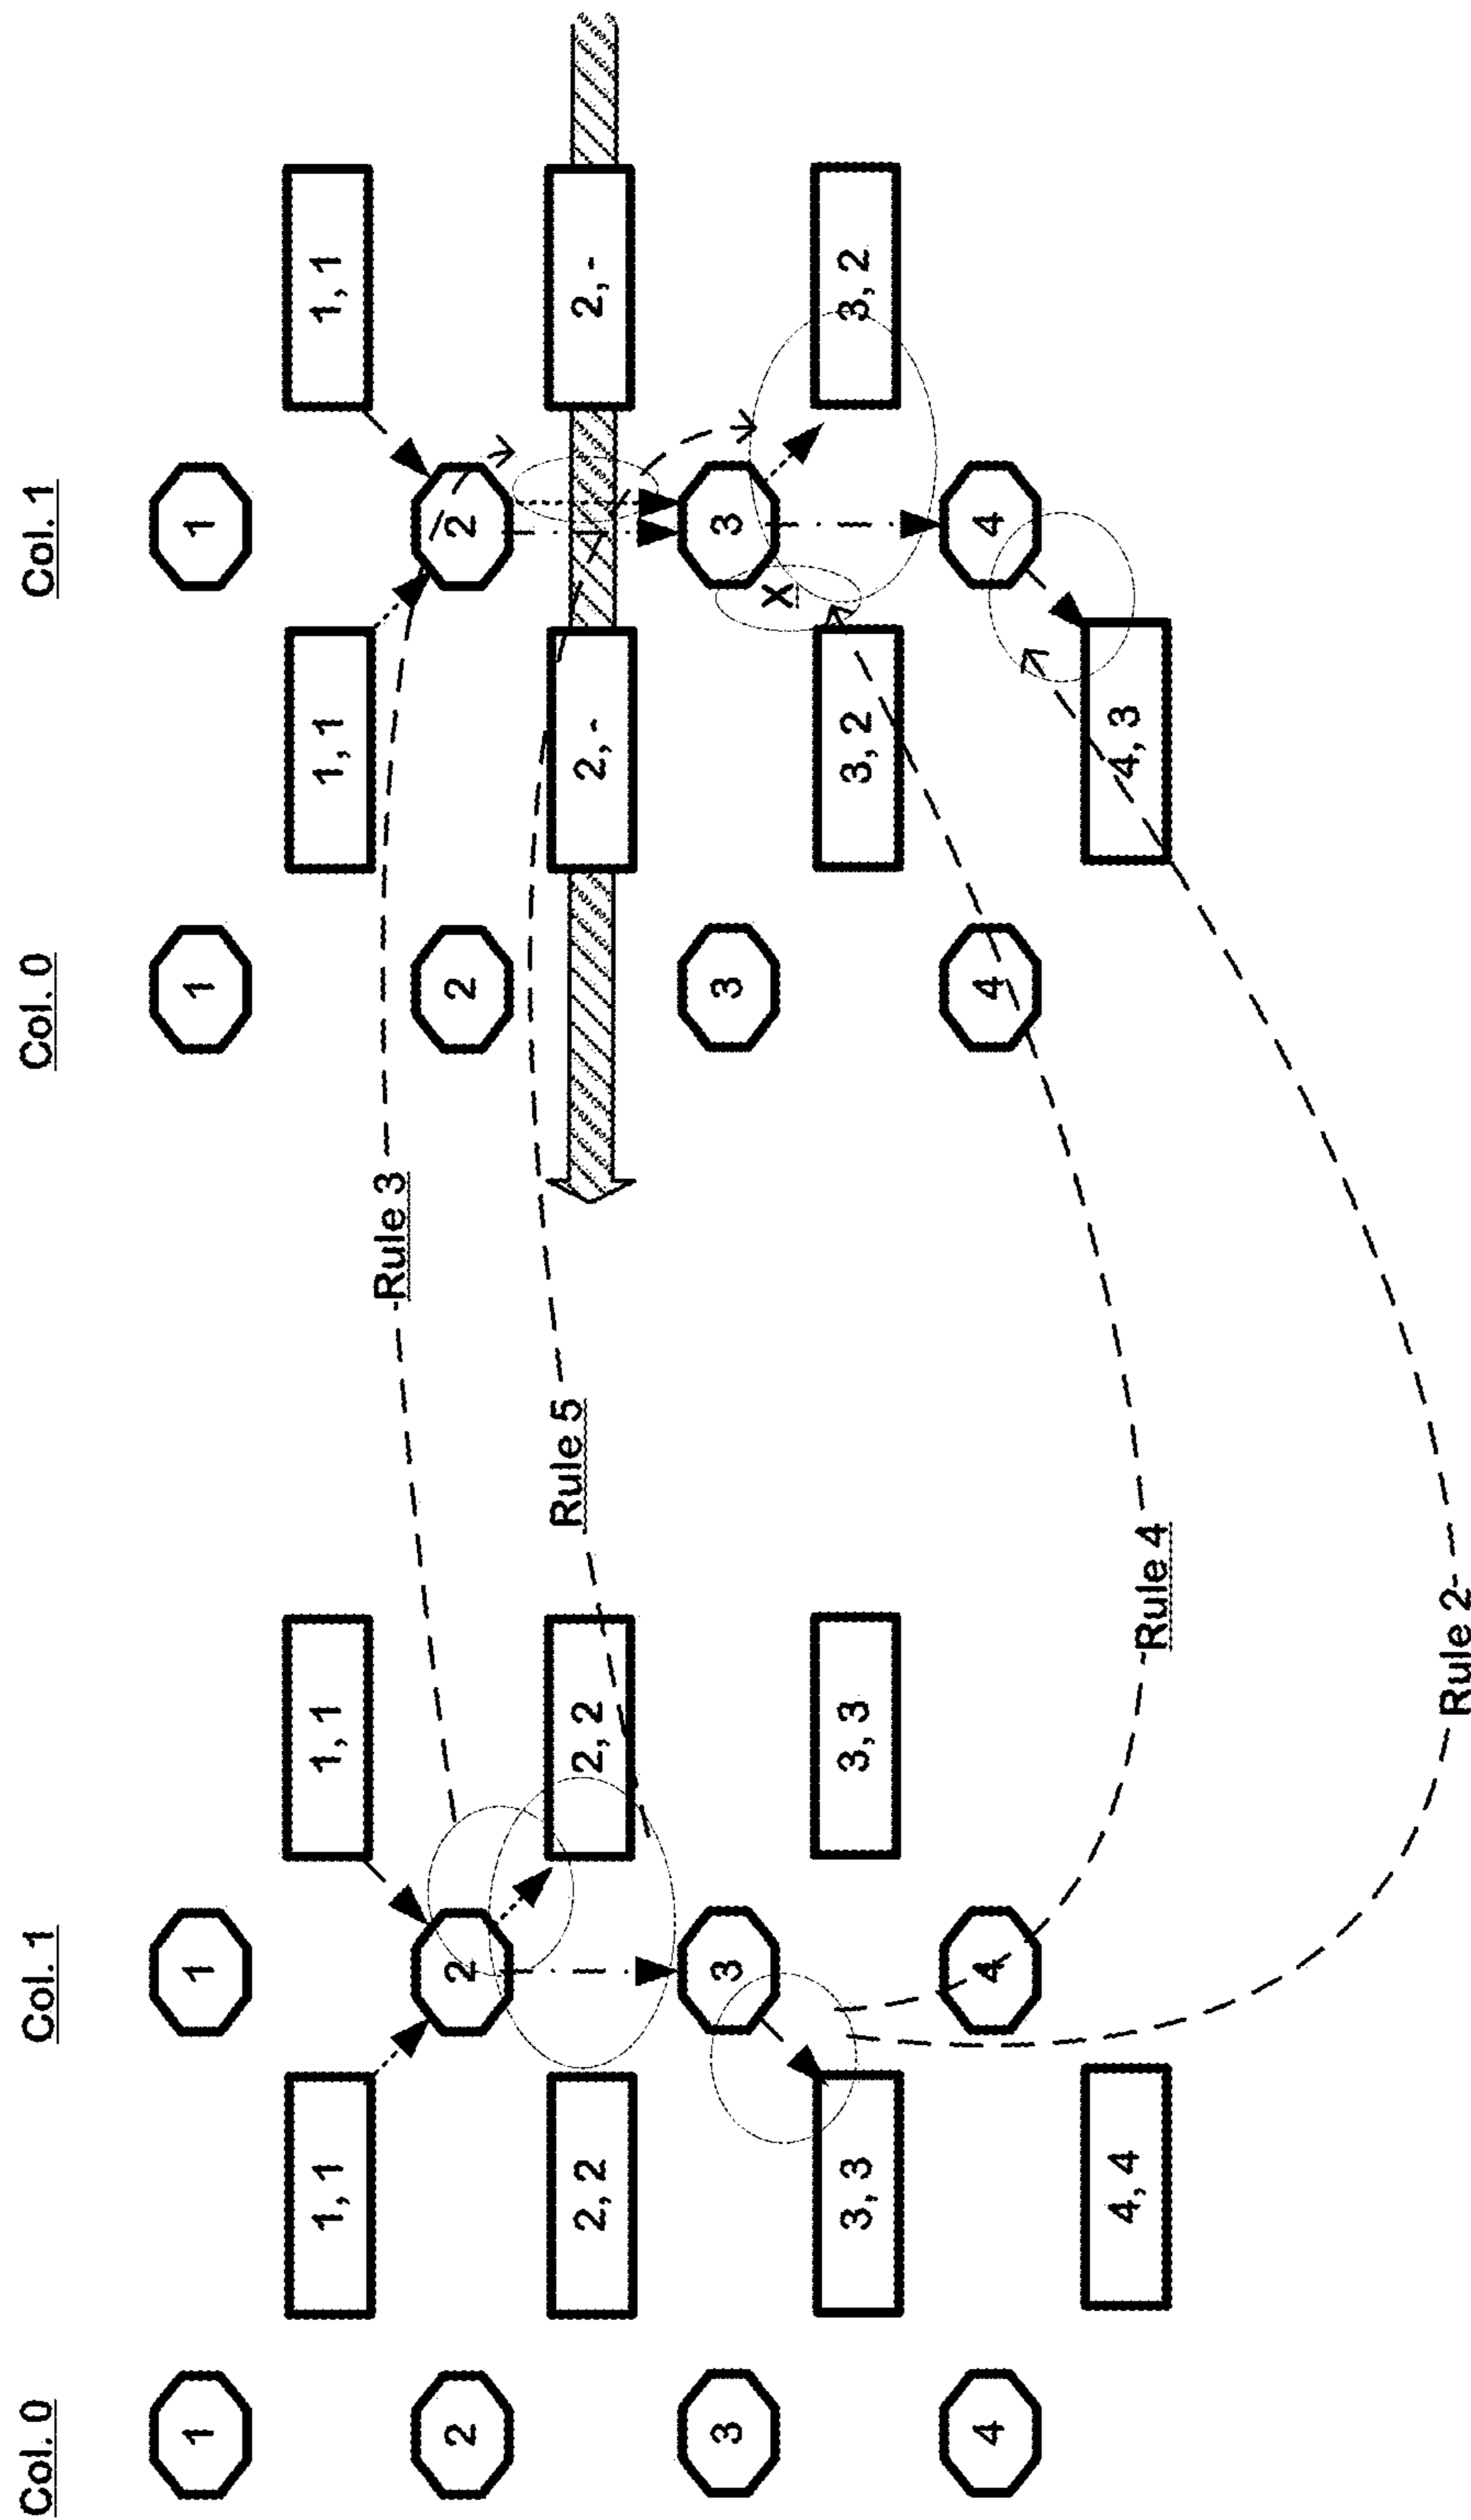 Col. 0 Col. 1 Col. 0 Col. 1
1 1 1 1
1, 1 1, 1 1, 1 1, 1
Rule 3
2 2 2 2
2, 2 2, 2 2, - 2, -
Rule 5
3 3 3 3
X
3, 3 3, 3 3, 2 3, 2
4 4 4 4
4, 4 4, 3
Rule 4
Rule 2